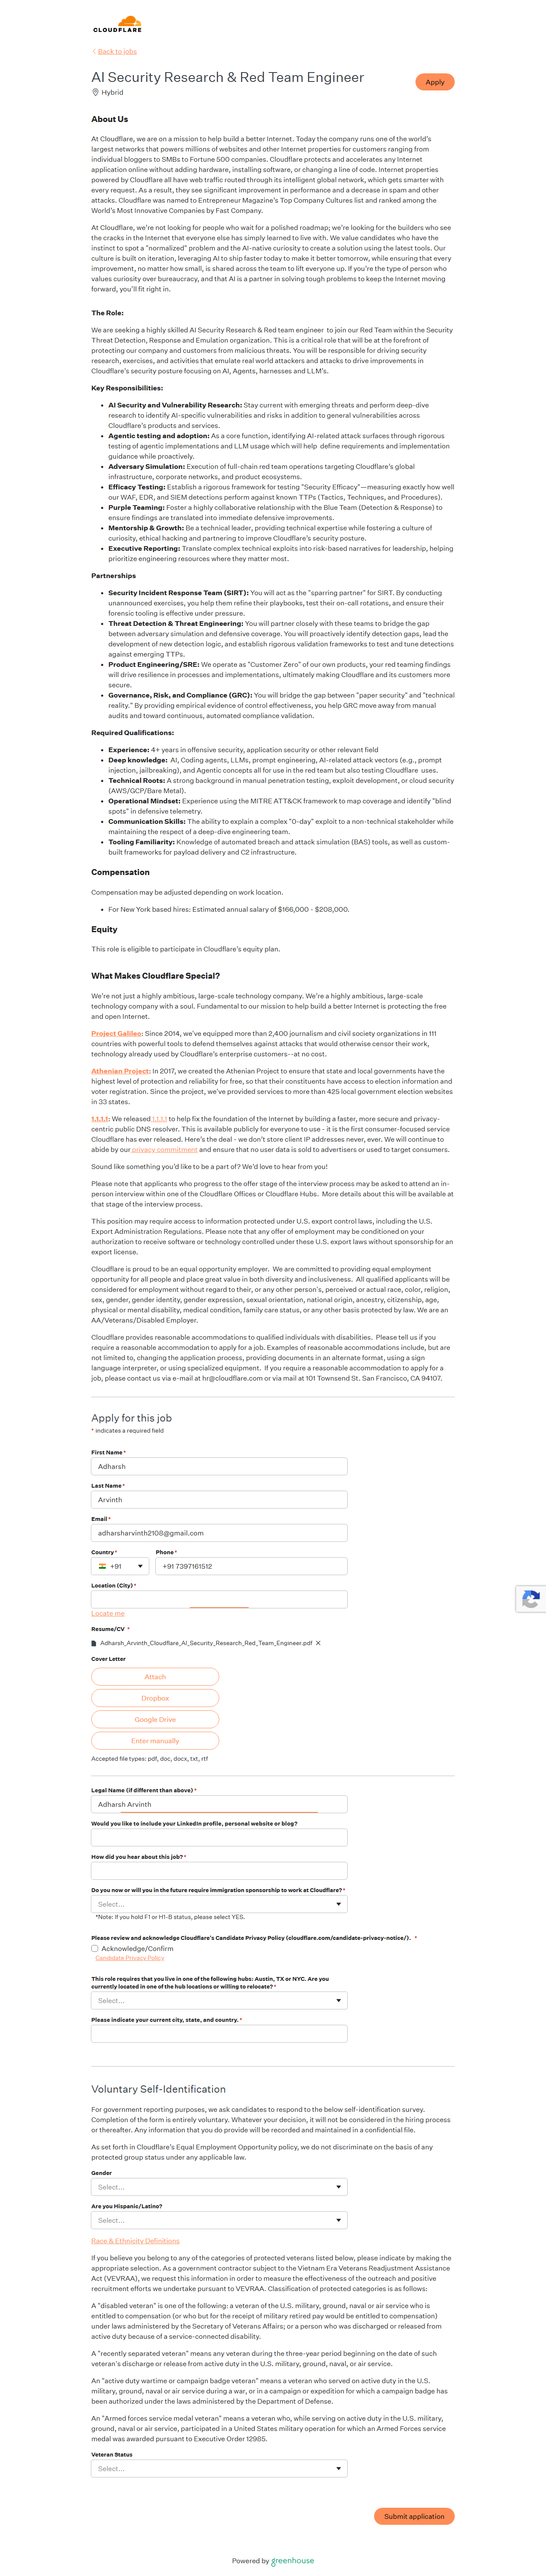 CLOUDFLARE
Back to jobs
AI Security Research & Red Team Engineer
Hybrid
Apply
About Us
At Cloudflare, we are on a mission to help build a better Internet. Today the company runs one of the world's
largest networks that powers millions of websites and other Internet properties for customers ranging from
individual bloggers to SMBs to Fortune 500 companies. Cloudflare protects and accelerates any Internet
application online without adding hardware, installing software, or changing a line of code. Internet properties
powered by Cloudflare all have web traffic routed through its intelligent global network, which gets smarter with
every request. As a result, they see significant improvement in performance and a decrease in spam and other
attacks. Cloudflare was named to Entrepreneur Magazine's Top Company Cultures list and ranked among the
World's Most Innovative Companies by Fast Company.
At Cloudflare, we're not looking for people who wait for a polished roadmap; we're looking for the builders who see
the cracks in the Internet that everyone else has simply learned to live with. We value candidates who have the
instinct to spot a "normalized" problem and the AI-native curiosity to create a solution using the latest tools. Our
culture is built on iteration, leveraging AI to ship faster today to make it better tomorrow, while ensuring that every
improvement, no matter how small, is shared across the team to lift everyone up. If you're the type of person who
values curiosity over bureaucracy, and that AI is a partner in solving tough problems to keep the Internet moving
forward, you'll fit right in.
The Role:
We are seeking a highly skilled AI Security Research & Red team engineer to join our Red Team within the Security
Threat Detection, Response and Emulation organization. This is a critical role that will be at the forefront of
protecting our company and customers from malicious threats. You will be responsible for driving security
research, exercises, and activities that emulate real world attackers and attacks to drive improvements in
Cloudflare's security posture focusing on AI, Agents, harnesses and LLM's.
Key Responsibilities:
• AI Security and Vulnerability Research: Stay current with emerging threats and perform deep-dive
research to identify AI-specific vulnerabilities and risks in addition to general vulnerabilities across
Cloudflare's products and services.
• Agentic testing and adoption: As a core function, identifying AI-related attack surfaces through rigorous
testing of agentic implementations and LLM usage which will help define requirements and implementation
guidance while proactively.
• Adversary Simulation: Execution of full-chain red team operations targeting Cloudflare's global
infrastructure, corporate networks, and product ecosystems.
• Efficacy Testing: Establish a rigorous framework for testing "Security Efficacy"—measuring exactly how well
our WAF, EDR, and SIEM detections perform against known TTPs (Tactics, Techniques, and Procedures).
• Purple Teaming: Foster a highly collaborative relationship with the Blue Team (Detection & Response) to
ensure findings are translated into immediate defensive improvements.
• Mentorship & Growth: Be a technical leader, providing technical expertise while fostering a culture of
curiosity, ethical hacking and partnering to improve Cloudflare's security posture.
• Executive Reporting: Translate complex technical exploits into risk-based narratives for leadership, helping
prioritize engineering resources where they matter most.
Partnerships
• Security Incident Response Team (SIRT): You will act as the "sparring partner" for SIRT. By conducting
unannounced exercises, you help them refine their playbooks, test their on-call rotations, and ensure their
forensic tooling is effective under pressure.
• Threat Detection & Threat Engineering: You will partner closely with these teams to bridge the gap
between adversary simulation and defensive coverage. You will proactively identify detection gaps, lead the
development of new detection logic, and establish rigorous validation frameworks to test and tune detections
against emerging TTPs.
• Product Engineering/SRE: We operate as "Customer Zero" of our own products, your red teaming findings
will drive resilience in processes and implementations, ultimately making Cloudflare and its customers more
secure.
• Governance, Risk, and Compliance (GRC): You will bridge the gap between "paper security" and "technical
reality." By providing empirical evidence of control effectiveness, you help GRC move away from manual
audits and toward continuous, automated compliance validation.
Required Qualifications:
• Experience: 4+ years in offensive security, application security or other relevant field
• Deep knowledge: AI, Coding agents, LLMs, prompt engineering, AI-related attack vectors (e.g., prompt
injection, jailbreaking), and Agentic concepts all for use in the red team but also testing Cloudflare uses.
• Technical Roots: A strong background in manual penetration testing, exploit development, or cloud security
(AWS/GCP/Bare Metal).
• Operational Mindset: Experience using the MITRE ATT&CK framework to map coverage and identify "blind
spots" in defensive telemetry.
• Communication Skills: The ability to explain a complex "0-day" exploit to a non-technical stakeholder while
maintaining the respect of a deep-dive engineering team.
• Tooling Familiarity: Knowledge of automated breach and attack simulation (BAS) tools, as well as custom-
built frameworks for payload delivery and C2 infrastructure.
Compensation
Compensation may be adjusted depending on work location.
• For New York based hires: Estimated annual salary of $166,000 - $208,000.
Equity
This role is eligible to participate in Cloudflare's equity plan.
What Makes Cloudflare Special?
We're not just a highly ambitious, large-scale technology company. We're a highly ambitious, large-scale
technology company with a soul. Fundamental to our mission to help build a better Internet is protecting the free
and open Internet.
Project Galileo: Since 2014, we've equipped more than 2,400 journalism and civil society organizations in 111
countries with powerful tools to defend themselves against attacks that would otherwise censor their work,
technology already used by Cloudflare's enterprise customers--at no cost.
Athenian Project: In 2017, we created the Athenian Project to ensure that state and local governments have the
highest level of protection and reliability for free, so that their constituents have access to election information and
voter registration. Since the project, we've provided services to more than 425 local government election websites
in 33 states.
1.1.1.1: We released 1.1.1.1 to help fix the foundation of the Internet by building a faster, more secure and privacy-
centric public DNS resolver. This is available publicly for everyone to use - it is the first consumer-focused service
Cloudflare has ever released. Here's the deal - we don't store client IP addresses never, ever. We will continue to
abide by our privacy commitment and ensure that no user data is sold to advertisers or used to target consumers.
Sound like something you'd like to be a part of? We'd love to hear from you!
Please note that applicants who progress to the offer stage of the interview process may be asked to attend an in-
person interview within one of the Cloudflare Offices or Cloudflare Hubs. More details about this will be available at
that stage of the interview process.
This position may require access to information protected under U.S. export control laws, including the U.S.
Export Administration Regulations. Please note that any offer of employment may be conditioned on your
authorization to receive software or technology controlled under these U.S. export laws without sponsorship for an
export license.
Cloudflare is proud to be an equal opportunity employer. We are committed to providing equal employment
opportunity for all people and place great value in both diversity and inclusiveness. All qualified applicants will be
considered for employment without regard to their, or any other person's, perceived or actual race, color, religion,
sex, gender, gender identity, gender expression, sexual orientation, national origin, ancestry, citizenship, age,
physical or mental disability, medical condition, family care status, or any other basis protected by law. We are an
AA/Veterans/Disabled Employer.
Cloudflare provides reasonable accommodations to qualified individuals with disabilities. Please tell us if you
require a reasonable accommodation to apply for a job. Examples of reasonable accommodations include, but are
not limited to, changing the application process, providing documents in an alternate format, using a sign
language interpreter, or using specialized equipment. If you require a reasonable accommodation to apply for a
job, please contact us via e-mail at hr@cloudflare.com or via mail at 101 Townsend St. San Francisco, CA 94107.
Apply for this job
* indicates a required field
First Name *
Adharsh
Last Name *
Arvinth
Email *
adharsharvinth2108@gmail.com
Country * Phone *
+91 +91 7397161512
Location (City) *
Locate me
Resume/CV *
Adharsh_Arvinth_Cloudflare_AI_Security_Research_Red_Team_Engineer.pdf
Cover Letter
Attach
Dropbox
Google Drive
Enter manually
Accepted file types: pdf, doc, docx, txt, rtf
Legal Name (if different than above) *
Adharsh Arvinth
Would you like to include your LinkedIn profile, personal website or blog?
How did you hear about this job? *
Do you now or will you in the future require immigration sponsorship to work at Cloudflare? *
Select...
*Note: If you hold F1 or H1-B status, please select YES.
Please review and acknowledge Cloudflare's Candidate Privacy Policy (cloudflare.com/candidate-privacy-notice/). *
Acknowledge/Confirm
Candidate Privacy Policy
This role requires that you live in one of the following hubs: Austin, TX or NYC. Are you
currently located in one of the hub locations or willing to relocate? *
Select...
Please indicate your current city, state, and country. *
Voluntary Self-Identification
For government reporting purposes, we ask candidates to respond to the below self-identification survey.
Completion of the form is entirely voluntary. Whatever your decision, it will not be considered in the hiring process
or thereafter. Any information that you do provide will be recorded and maintained in a confidential file.
As set forth in Cloudflare's Equal Employment Opportunity policy, we do not discriminate on the basis of any
protected group status under any applicable law.
Gender
Select...
Are you Hispanic/Latino?
Select...
Race & Ethnicity Definitions
If you believe you belong to any of the categories of protected veterans listed below, please indicate by making the
appropriate selection. As a government contractor subject to the Vietnam Era Veterans Readjustment Assistance
Act (VEVRAA), we request this information in order to measure the effectiveness of the outreach and positive
recruitment efforts we undertake pursuant to VEVRAA. Classification of protected categories is as follows:
A "disabled veteran" is one of the following: a veteran of the U.S. military, ground, naval or air service who is
entitled to compensation (or who but for the receipt of military retired pay would be entitled to compensation)
under laws administered by the Secretary of Veterans Affairs; or a person who was discharged or released from
active duty because of a service-connected disability.
A "recently separated veteran" means any veteran during the three-year period beginning on the date of such
veteran's discharge or release from active duty in the U.S. military, ground, naval, or air service.
An "active duty wartime or campaign badge veteran" means a veteran who served on active duty in the U.S.
military, ground, naval or air service during a war, or in a campaign or expedition for which a campaign badge has
been authorized under the laws administered by the Department of Defense.
An "Armed forces service medal veteran" means a veteran who, while serving on active duty in the U.S. military,
ground, naval or air service, participated in a United States military operation for which an Armed Forces service
medal was awarded pursuant to Executive Order 12985.
Veteran Status
Select...
Submit application
Powered by greenhouse